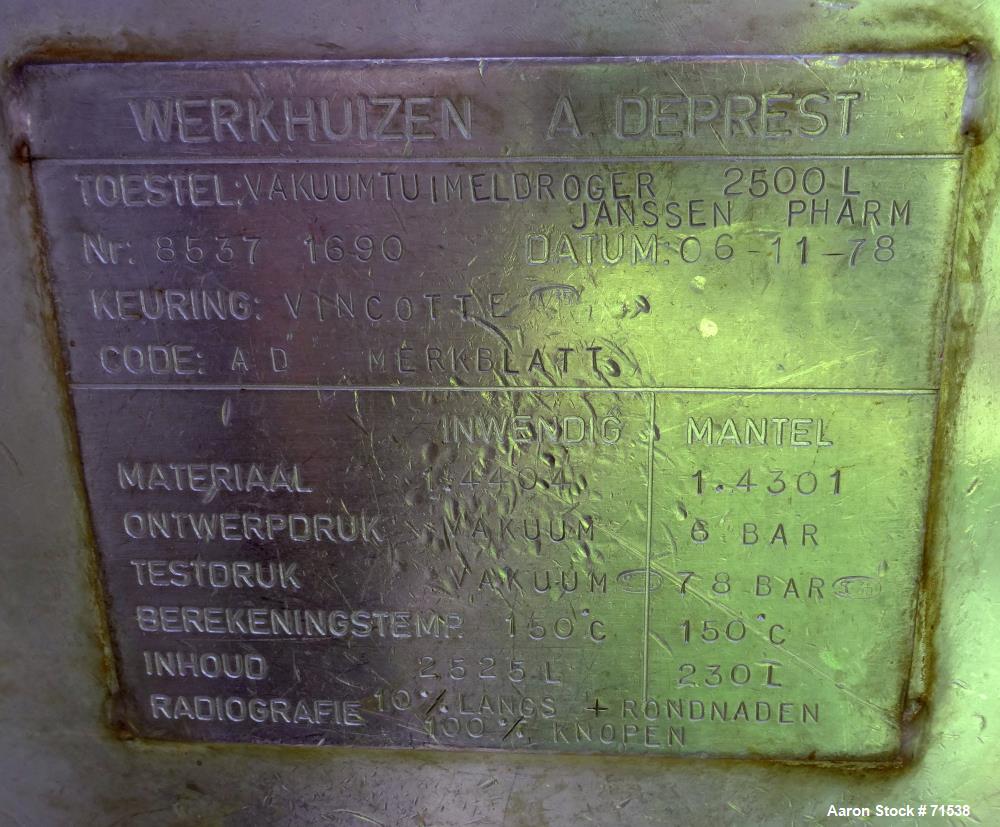 WERKHUIZEN A. DEPREST
TOESTEL: VAKUUMTUIMELDROGER 2500 L
JANSSEN PHARM
Nr: 8537 1690 DATUM: 06-11-78
KEURING: VINCOTTE
CODE: A D MERKBLATT
INWENDIG MANTEL
MATERIAAL 1.4404 1.4301
ONTWERPDRUK VAKUUM 6 BAR
TESTDRUK VAKUUM 7 8 BAR
BEREKENINGSTEMP. 150°C 150°C
INHOUD 2525 L 230 L
RADIOGRAFIE 10% LANGS + RONDNADEN
100% KNOPEN
Aaron Stock # 71538